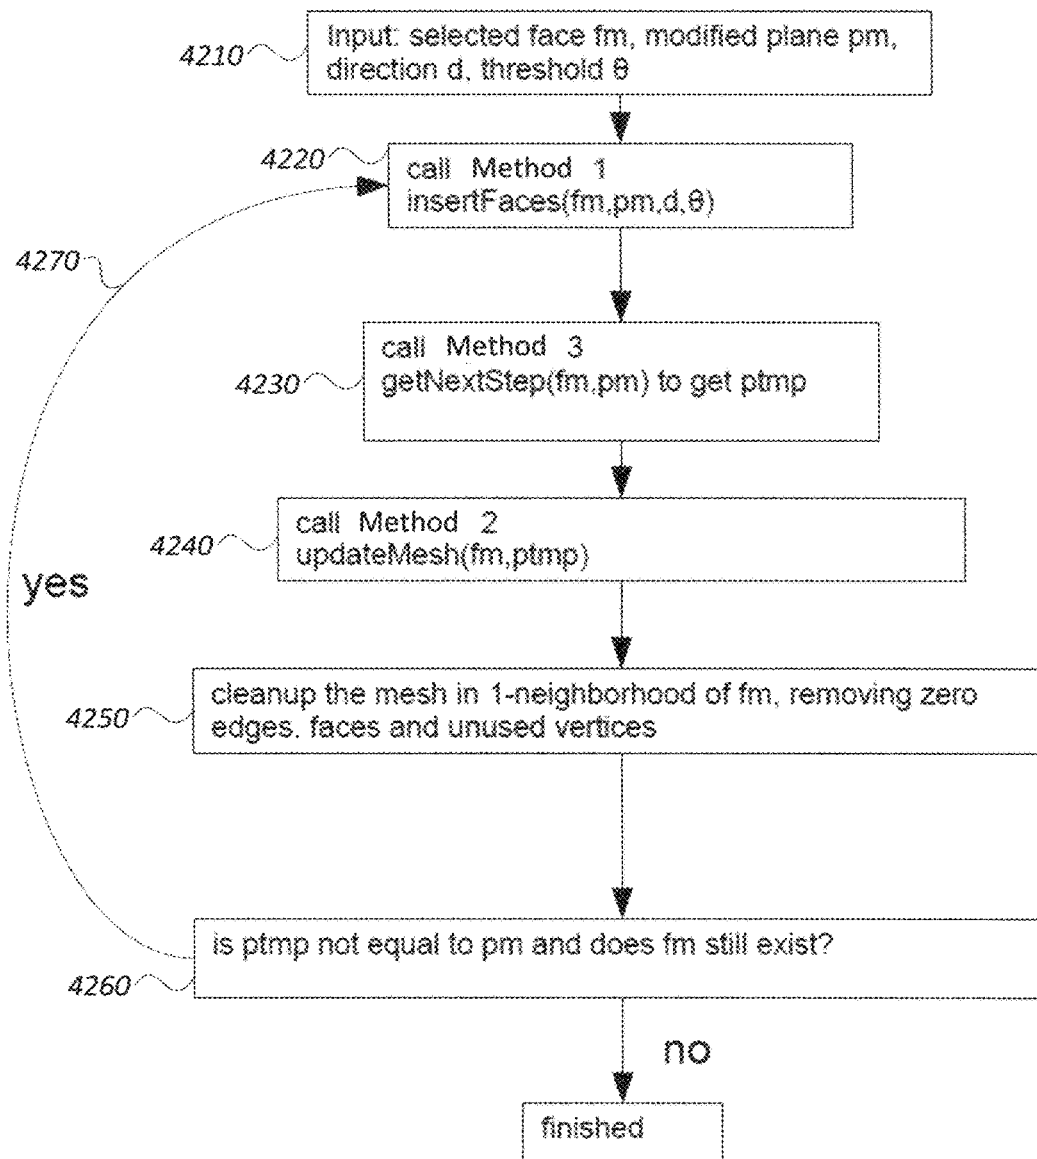 4210
Input: selected face fm, modified plane pm,
direction d, threshold θ
4220
call Method 1
insertFaces(fm,pm,d,θ)
4270
call Method 3
4230
getNextStep(fm,pm) to get ptmp
call Method 2
4240
updateMesh(fm,ptmp)
yes
cleanup the mesh in 1-neighborhood of fm, removing zero
4250
edges. faces and unused vertices
is ptmp not equal to pm and does fm still exist?
4260
no
finished